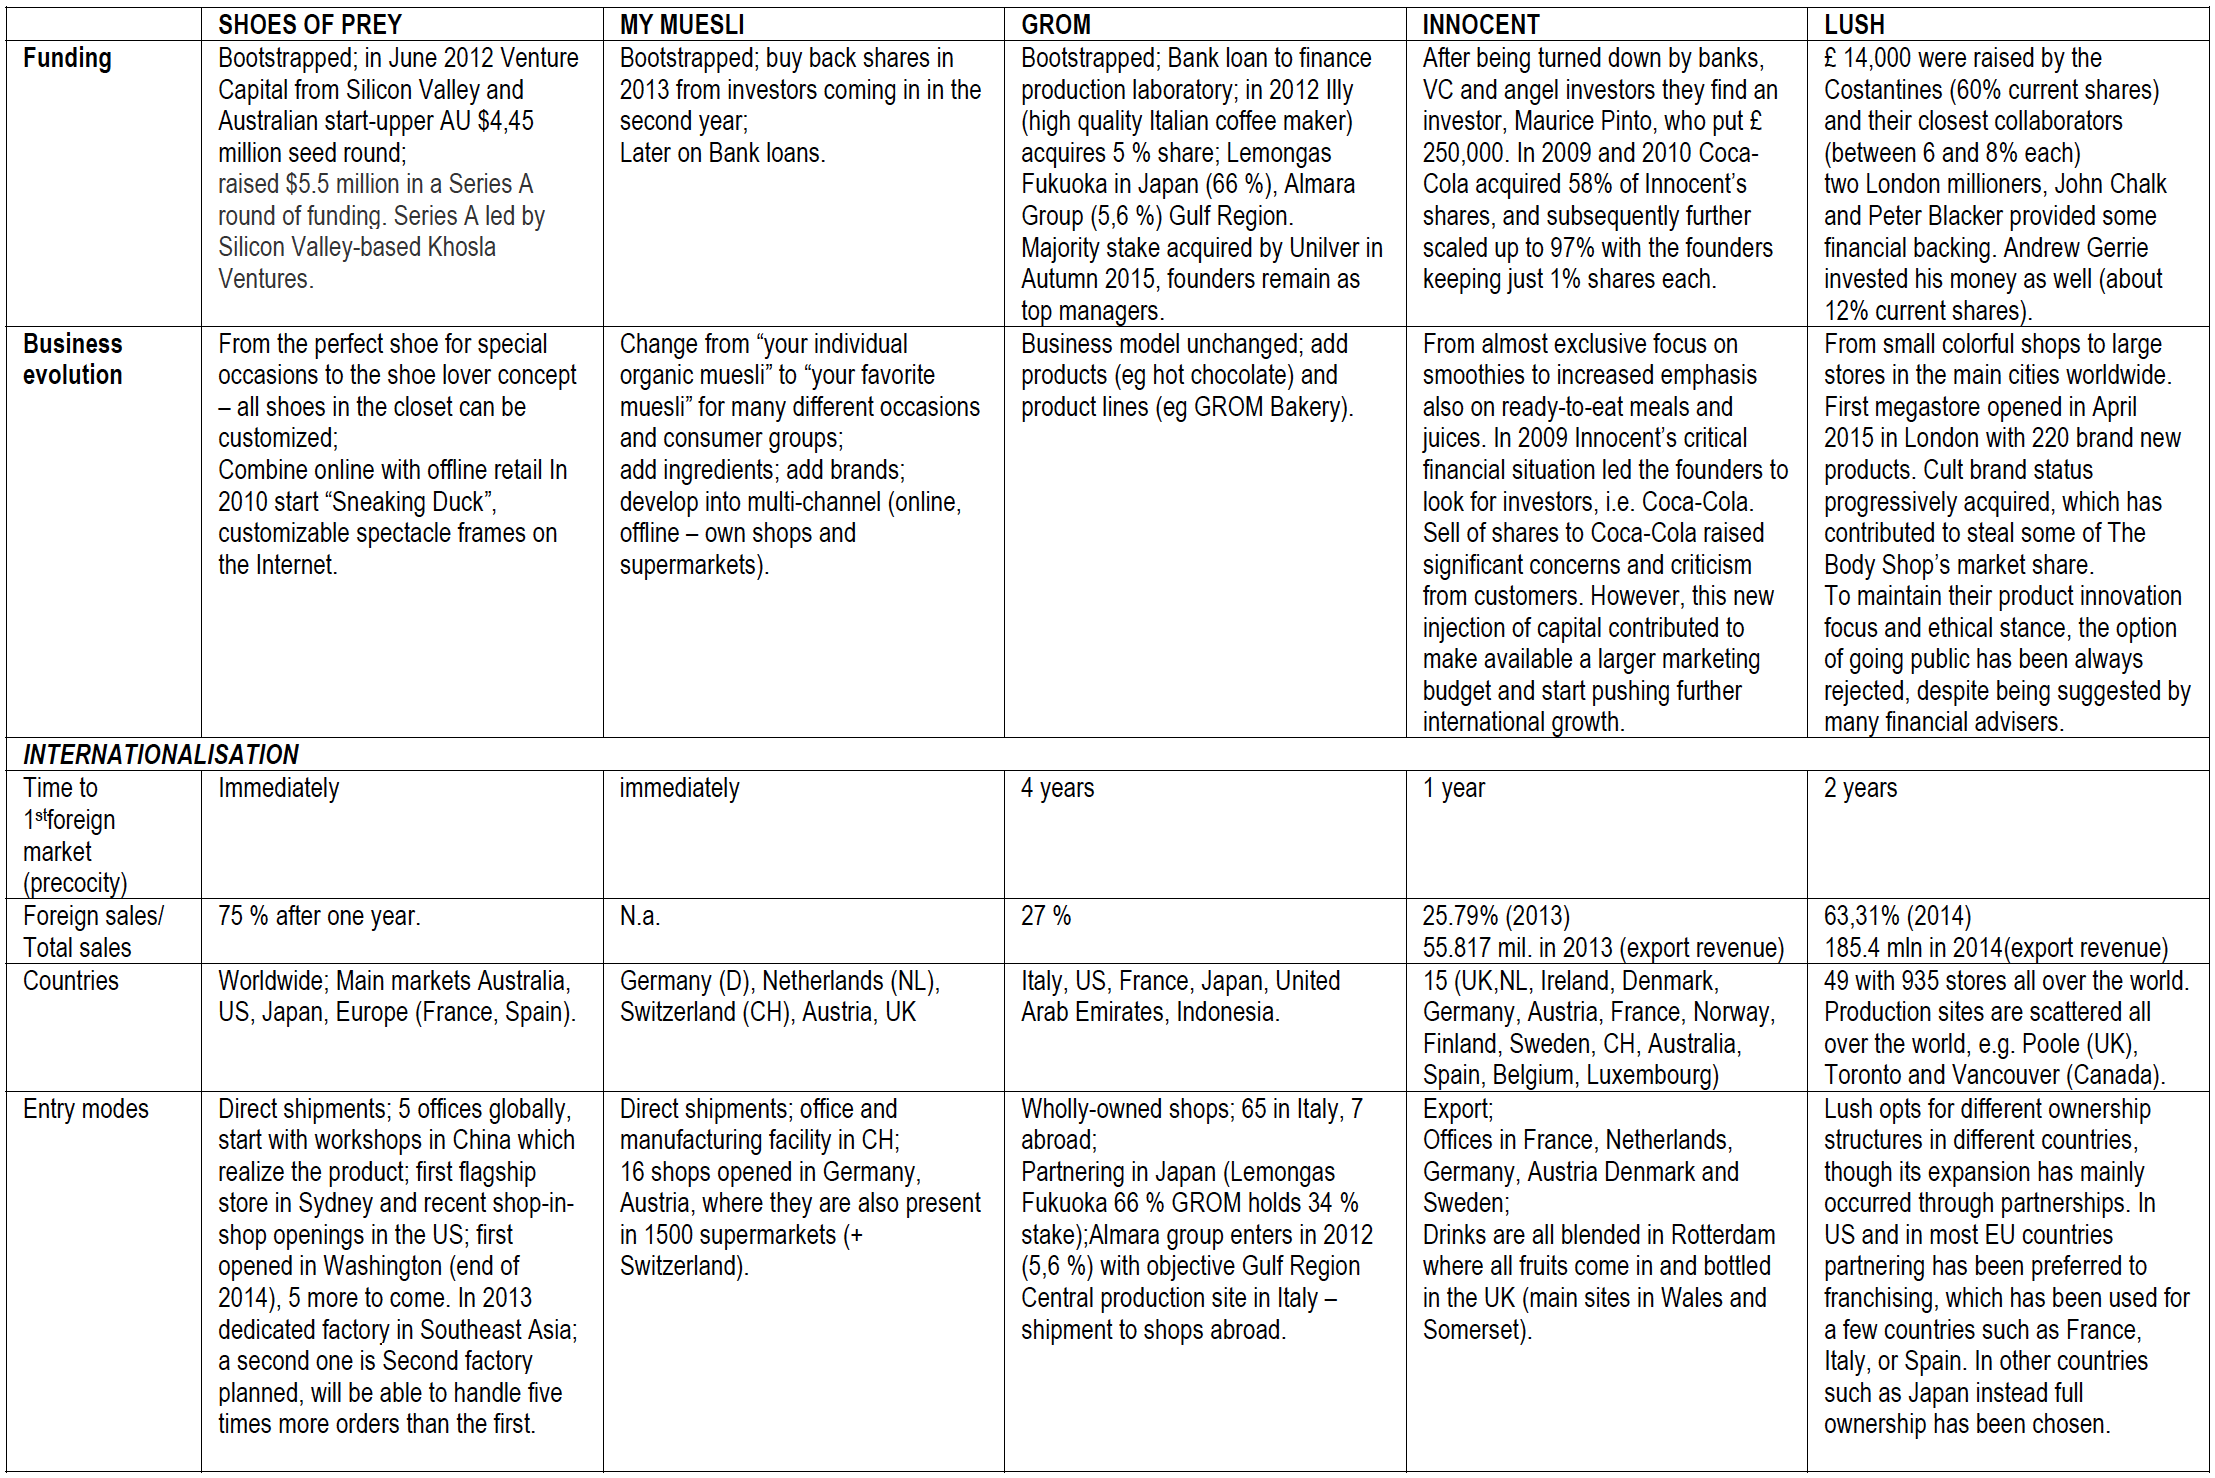 SHOES OF PREY
MY MUESLI
GROM
INNOCENT
LUSH
Funding
Bootstrapped; in June 2012 Venture
Capital from Silicon Valley and
Australian start-upper AU $4,45
million seed round;
raised $5.5 million in a Series A
round of funding. Series A led by
Silicon Valley-based Khosla
Ventures.
Bootstrapped; buy back shares in
2013 from investors coming in in the
second year;
Later on Bank loans.
Bootstrapped; Bank loan to finance
production laboratory; in 2012 Illy
(high quality Italian coffee maker)
acquires 5 % share; Lemongas
Fukuoka in Japan (66 %), Almara
Group (5,6 %) Gulf Region.
Majority stake acquired by Unilver in
Autumn 2015, founders remain as
top managers.
After being turned down by banks,
VC and angel investors they find an
investor, Maurice Pinto, who put £
250,000. In 2009 and 2010 Coca-
Cola acquired 58% of Innocent’s
shares, and subsequently further
scaled up to 97% with the founders
keeping just 1% shares each.
£ 14,000 were raised by the
Costantines (60% current shares)
and their closest collaborators
(between 6 and 8% each)
two London millioners, John Chalk
and Peter Blacker provided some
financial backing. Andrew Gerrie
invested his money as well (about
12% current shares).
Business
evolution
From the perfect shoe for special
occasions to the shoe lover concept
– all shoes in the closet can be
customized;
Combine online with offline retail In
2010 start “Sneaking Duck”,
customizable spectacle frames on
the Internet.
Change from “your individual
organic muesli” to “your favorite
muesli” for many different occasions
and consumer groups;
add ingredients; add brands;
develop into multi-channel (online,
offline – own shops and
supermarkets).
Business model unchanged; add
products (eg hot chocolate) and
product lines (eg GROM Bakery).
From almost exclusive focus on
smoothies to increased emphasis
also on ready-to-eat meals and
juices. In 2009 Innocent’s critical
financial situation led the founders to
look for investors, i.e. Coca-Cola.
Sell of shares to Coca-Cola raised
significant concerns and criticism
from customers. However, this new
injection of capital contributed to
make available a larger marketing
budget and start pushing further
international growth.
From small colorful shops to large
stores in the main cities worldwide.
First megastore opened in April
2015 in London with 220 brand new
products. Cult brand status
progressively acquired, which has
contributed to steal some of The
Body Shop’s market share.
To maintain their product innovation
focus and ethical stance, the option
of going public has been always
rejected, despite being suggested by
many financial advisers.
INTERNATIONALISATION
Time to
1stforeign
market
(precocity)
Immediately
immediately
4 years
1 year
2 years
Foreign sales/
Total sales
75 % after one year.
N.a.
27 %
25.79% (2013)
55.817 mil. in 2013 (export revenue)
63,31% (2014)
185.4 mln in 2014(export revenue)
Countries
Worldwide; Main markets Australia,
US, Japan, Europe (France, Spain).
Germany (D), Netherlands (NL),
Switzerland (CH), Austria, UK
Italy, US, France, Japan, United
Arab Emirates, Indonesia.
15 (UK,NL, Ireland, Denmark,
Germany, Austria, France, Norway,
Finland, Sweden, CH, Australia,
Spain, Belgium, Luxembourg)
49 with 935 stores all over the world.
Production sites are scattered all
over the world, e.g. Poole (UK),
Toronto and Vancouver (Canada).
Entry modes
Direct shipments; 5 offices globally,
start with workshops in China which
realize the product; first flagship
store in Sydney and recent shop-in-
shop openings in the US; first
opened in Washington (end of
2014), 5 more to come. In 2013
dedicated factory in Southeast Asia;
a second one is Second factory
planned, will be able to handle five
times more orders than the first.
Direct shipments; office and
manufacturing facility in CH;
16 shops opened in Germany,
Austria, where they are also present
in 1500 supermarkets (+
Switzerland).
Wholly-owned shops; 65 in Italy, 7
abroad;
Partnering in Japan (Lemongas
Fukuoka 66 % GROM holds 34 %
stake);Almara group enters in 2012
(5,6 %) with objective Gulf Region
Central production site in Italy –
shipment to shops abroad.
Export;
Offices in France, Netherlands,
Germany, Austria Denmark and
Sweden;
Drinks are all blended in Rotterdam
where all fruits come in and bottled
in the UK (main sites in Wales and
Somerset).
Lush opts for different ownership
structures in different countries,
though its expansion has mainly
occurred through partnerships. In
US and in most EU countries
partnering has been preferred to
franchising, which has been used for
a few countries such as France,
Italy, or Spain. In other countries
such as Japan instead full
ownership has been chosen.